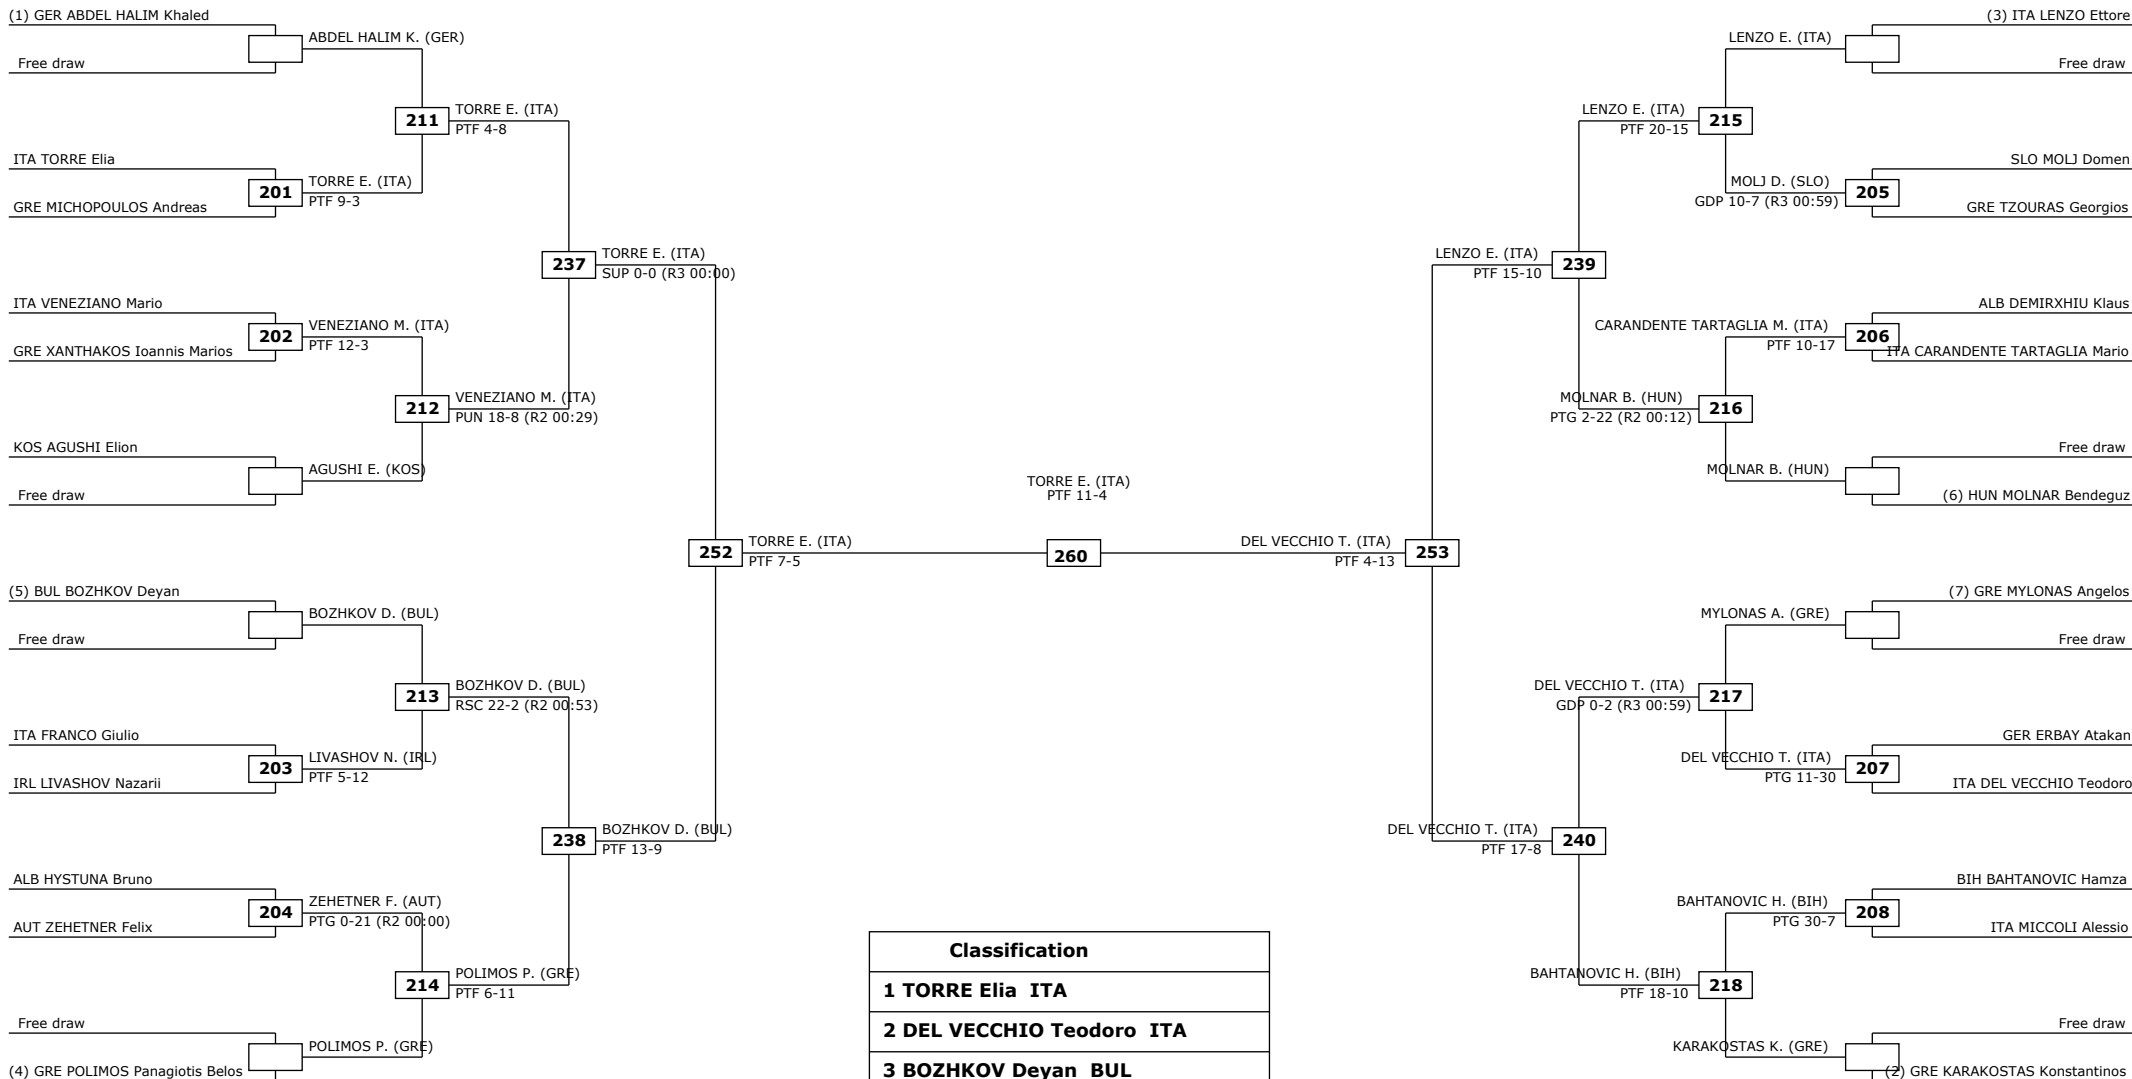 (1) GER ABDEL HALIM Khaled
ABDEL HALIM K. (GER)
Free draw
211
TORRE E. (ITA)
PTF 4-8
ITA TORRE Elia
201
TORRE E. (ITA)
PTF 9-3
GRE MICHOPOULOS Andreas
237
TORRE E. (ITA)
SUP 0-0 (R3 00:00)
ITA VENEZIANO Mario
202
VENEZIANO M. (ITA)
PTF 12-3
GRE XANTHAKOS Ioannis Marios
212
VENEZIANO M. (ITA)
PUN 18-8 (R2 00:29)
KOS AGUSHI Elion
AGUSHI E. (KOS)
Free draw
252
TORRE E. (ITA)
PTF 7-5
(5) BUL BOZHKOV Deyan
BOZHKOV D. (BUL)
Free draw
213
BOZHKOV D. (BUL)
RSC 22-2 (R2 00:53)
ITA FRANCO Giulio
203
LIVASHOV N. (IRL)
PTF 5-12
IRL LIVASHOV Nazarii
238
BOZHKOV D. (BUL)
PTF 13-9
ALB HYSTUNA Bruno
204
ZEHETNER F. (AUT)
PTG 0-21 (R2 00:00)
AUT ZEHETNER Felix
214
POLIMOS P. (GRE)
PTF 6-11
Free draw
POLIMOS P. (GRE)
(4) GRE POLIMOS Panagiotis Belos
TORRE E. (ITA)
PTF 11-4
260
(3) ITA LENZO Ettore
LENZO E. (ITA)
Free draw
LENZO E. (ITA)
PTF 20-15
215
SLO MOLJ Domen
MOLJ D. (SLO)
GDP 10-7 (R3 00:59)
205
GRE TZOURAS Georgios
LENZO E. (ITA)
PTF 15-10
239
ALB DEMIRXHIU Klaus
CARANDENTE TARTAGLIA M. (ITA)
PTF 10-17
206
ITA CARANDENTE TARTAGLIA Mario
MOLNAR B. (HUN)
PTG 2-22 (R2 00:12)
216
Free draw
MOLNAR B. (HUN)
(6) HUN MOLNAR Bendeguz
DEL VECCHIO T. (ITA)
PTF 4-13
253
(7) GRE MYLONAS Angelos
MYLONAS A. (GRE)
Free draw
DEL VECCHIO T. (ITA)
GDP 0-2 (R3 00:59)
217
GER ERBAY Atakan
DEL VECCHIO T. (ITA)
PTG 11-30
207
ITA DEL VECCHIO Teodoro
DEL VECCHIO T. (ITA)
PTF 17-8
240
BIH BAHTANOVIC Hamza
BAHTANOVIC H. (BIH)
PTG 30-7
208
ITA MICCOLI Alessio
BAHTANOVIC H. (BIH)
PTF 18-10
218
Free draw
KARAKOSTAS K. (GRE)
(2) GRE KARAKOSTAS Konstantinos
Classification
1 TORRE Elia ITA
2 DEL VECCHIO Teodoro ITA
3 BOZHKOV Deyan BUL